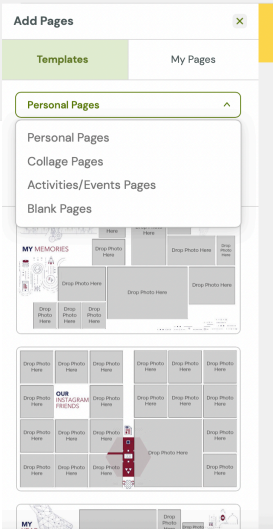 Add Pages
Templates
My Pages
Personal Pages
Personal Pages
Collage Pages
Activities/Events Pages
Blank Pages
Here
Here
MY MEMORIES
Drop Photo
Here
Drop Photo Here
Drop
Photo
Here
Drop Photo
Here
Drop Photo Here
Drop Photo
Here
Drop
Photo
Here
Drop
Photo
Here
Drop
Photo
Here
Drop Photo
Here
Drop Photo
Here
Drop Photo
Here
Drop Photo
Here
Drop Photo
Here
Drop Photo
Here
Drop Photo
Here
OUR
INSTAGRAM
FRIENDS
Drop Photo
Here
Drop Photo
Here
Drop Photo
Here
Drop Photo
Here
Drop Photo
Here
Drop Photo
Here
Drop Photo Here
Drop Photo
Here
Drop Photo
Here
Drop Photo
Here
Drop Photo
Here
Drop Photo
Here
MY
Drop
Photo
Here
Drop Photo